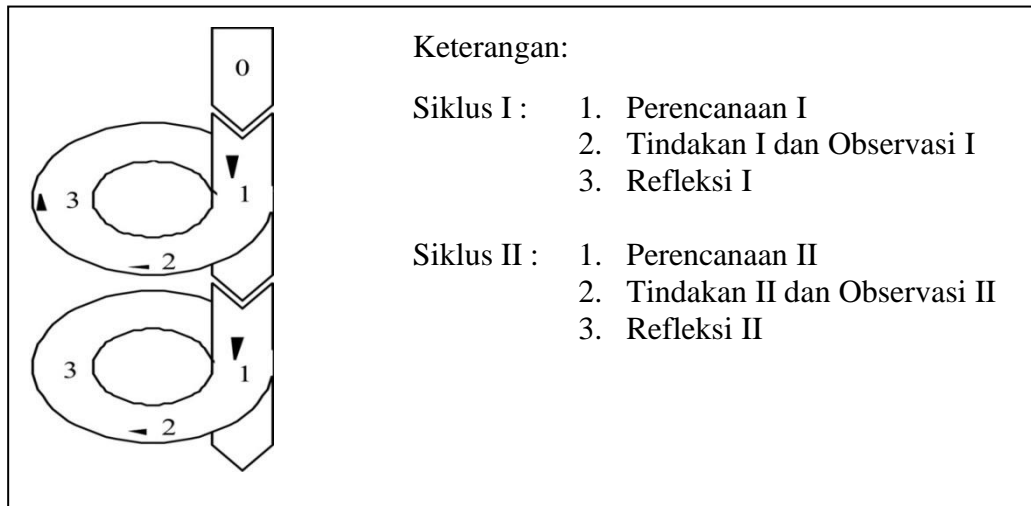 0
1
2
3
1
2
3
Keterangan:
Siklus I : 1. Perencanaan I
2. Tindakan I dan Observasi I
3. Refleksi I
Siklus II : 1. Perencanaan II
2. Tindakan II dan Observasi II
3. Refleksi II